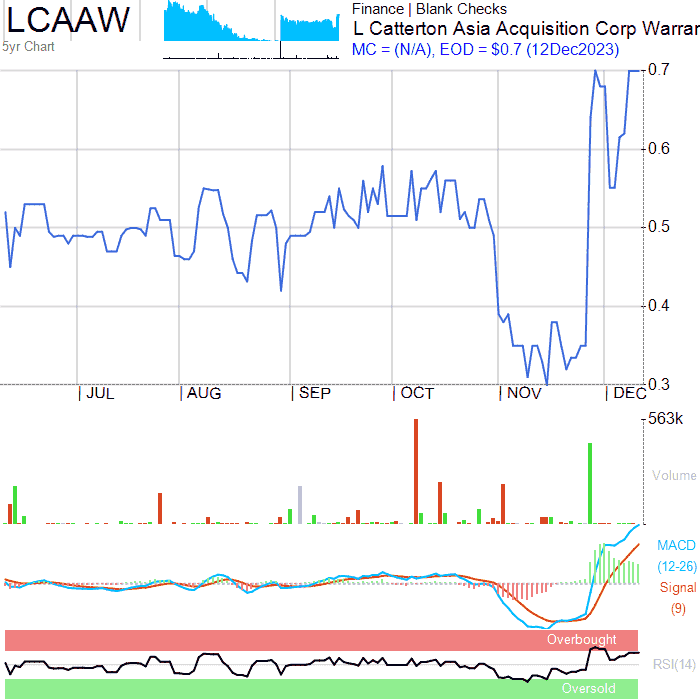 LCAAW
5yr Chart
Finance | Blank Checks
L Catterton Asia Acquisition Corp Warran
MC = (N/A), EOD = $0.7 (12Dec2023)
0.7
0.6
0.5
0.4
0.3
JUL AUG SEP OCT NOV DEC
563k
Volume
MACD
(12-26)
Signal
(9)
Overbought
RSI(14)
Oversold